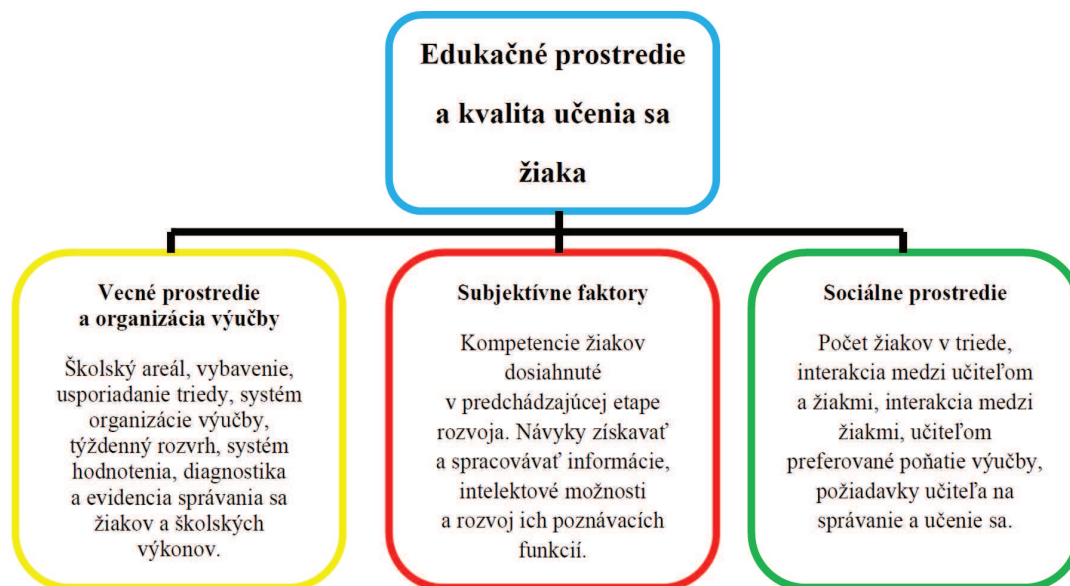 Edukačné prostredie
a kvalita učenia sa
žiaka
Vecné prostredie
a organizácia výučby
Školský areál, vybavenie,
usporiadanie triedy, systém
organizácie výučby,
týždenný rozvrh, systém
hodnotenia, diagnostika
a evidencia správania sa
žiakov a školských
výkonov.
Subjektívne faktory
Kompetencie žiakov
dosiahnuté
v predchádzajúcej etape
rozvoja. Návyky získavať
a spracovávať informácie,
intelektové možnosti
a rozvoj ich poznávacích
funkcií.
Sociálne prostredie
Počet žiakov v triede,
interakcia medzi učiteľom
a žiakmi, interakcia medzi
žiakmi, učiteľom
preferované poňatie výučby,
požiadavky učiteľa na
správanie a učenie sa.